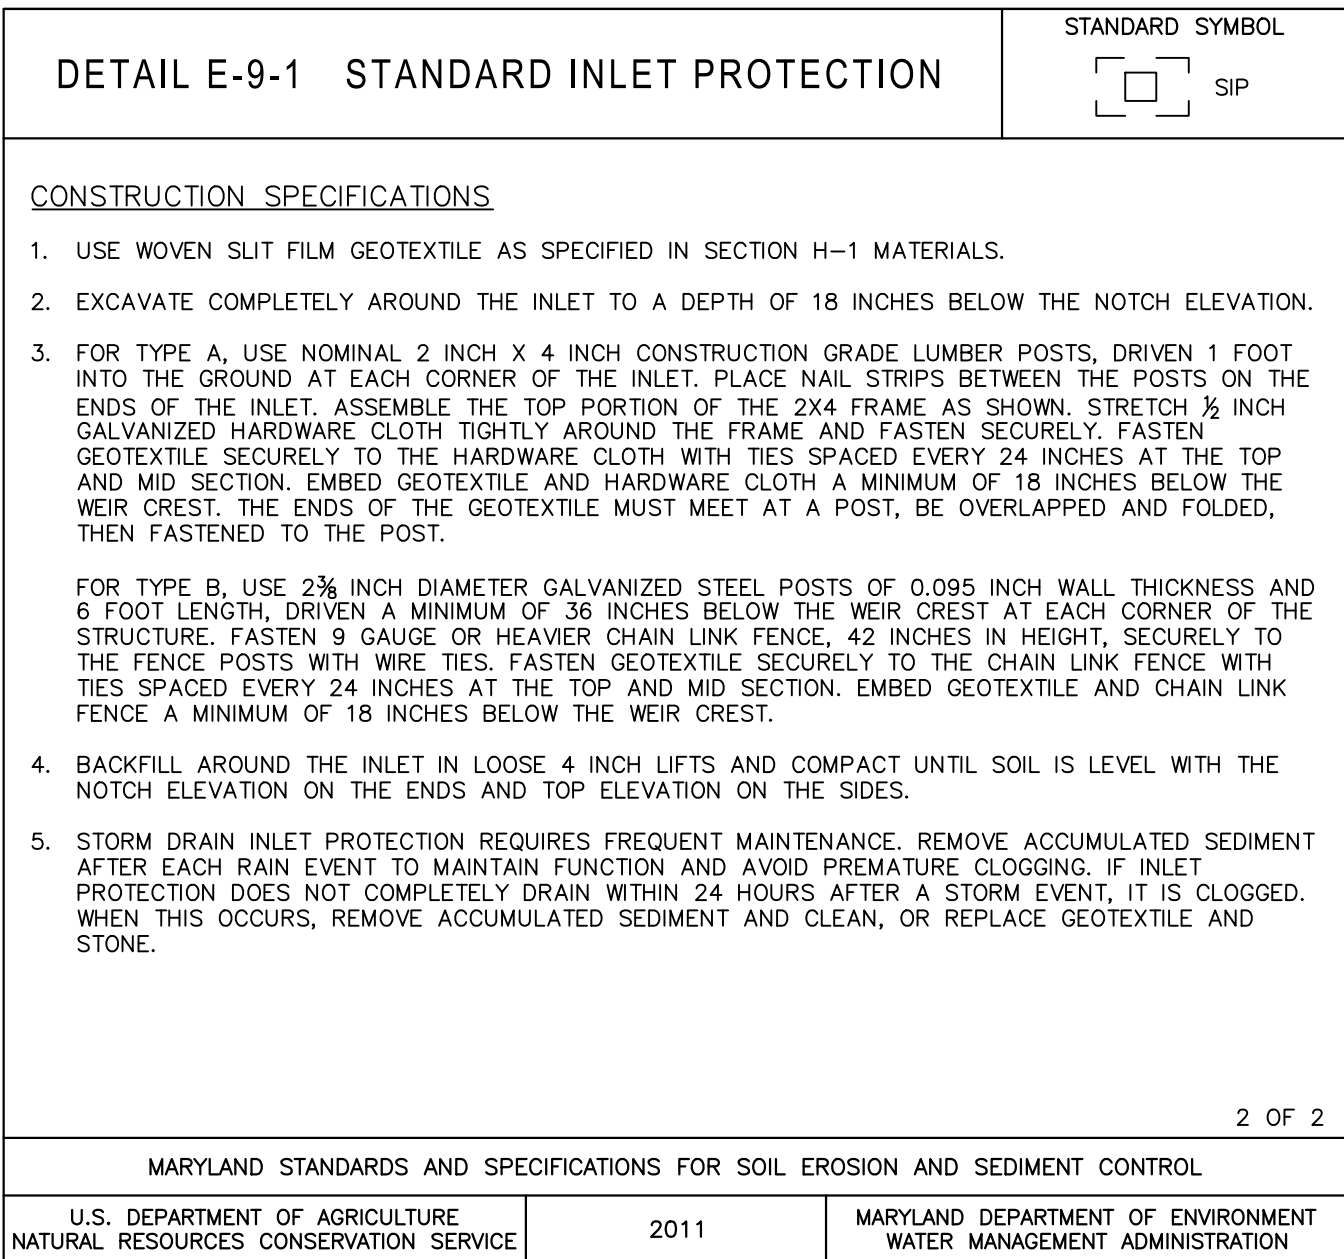 DETAIL E-9-1 STANDARD INLET PROTECTION
STANDARD SYMBOL
SIP
CONSTRUCTION SPECIFICATIONS
1. USE WOVEN SLIT FILM GEOTEXTILE AS SPECIFIED IN SECTION H-1 MATERIALS.
2. EXCAVATE COMPLETELY AROUND THE INLET TO A DEPTH OF 18 INCHES BELOW THE NOTCH ELEVATION.
3. FOR TYPE A, USE NOMINAL 2 INCH X 4 INCH CONSTRUCTION GRADE LUMBER POSTS, DRIVEN 1 FOOT
INTO THE GROUND AT EACH CORNER OF THE INLET. PLACE NAIL STRIPS BETWEEN THE POSTS ON THE
ENDS OF THE INLET. ASSEMBLE THE TOP PORTION OF THE 2X4 FRAME AS SHOWN. STRETCH ½ INCH
GALVANIZED HARDWARE CLOTH TIGHTLY AROUND THE FRAME AND FASTEN SECURELY. FASTEN
GEOTEXTILE SECURELY TO THE HARDWARE CLOTH WITH TIES SPACED EVERY 24 INCHES AT THE TOP
AND MID SECTION. EMBED GEOTEXTILE AND HARDWARE CLOTH A MINIMUM OF 18 INCHES BELOW THE
WEIR CREST. THE ENDS OF THE GEOTEXTILE MUST MEET AT A POST, BE OVERLAPPED AND FOLDED,
THEN FASTENED TO THE POST.
FOR TYPE B, USE 2⅜ INCH DIAMETER GALVANIZED STEEL POSTS OF 0.095 INCH WALL THICKNESS AND
6 FOOT LENGTH, DRIVEN A MINIMUM OF 36 INCHES BELOW THE WEIR CREST AT EACH CORNER OF THE
STRUCTURE. FASTEN 9 GAUGE OR HEAVIER CHAIN LINK FENCE, 42 INCHES IN HEIGHT, SECURELY TO
THE FENCE POSTS WITH WIRE TIES. FASTEN GEOTEXTILE SECURELY TO THE CHAIN LINK FENCE WITH
TIES SPACED EVERY 24 INCHES AT THE TOP AND MID SECTION. EMBED GEOTEXTILE AND CHAIN LINK
FENCE A MINIMUM OF 18 INCHES BELOW THE WEIR CREST.
4. BACKFILL AROUND THE INLET IN LOOSE 4 INCH LIFTS AND COMPACT UNTIL SOIL IS LEVEL WITH THE
NOTCH ELEVATION ON THE ENDS AND TOP ELEVATION ON THE SIDES.
5. STORM DRAIN INLET PROTECTION REQUIRES FREQUENT MAINTENANCE. REMOVE ACCUMULATED SEDIMENT
AFTER EACH RAIN EVENT TO MAINTAIN FUNCTION AND AVOID PREMATURE CLOGGING. IF INLET
PROTECTION DOES NOT COMPLETELY DRAIN WITHIN 24 HOURS AFTER A STORM EVENT, IT IS CLOGGED.
WHEN THIS OCCURS, REMOVE ACCUMULATED SEDIMENT AND CLEAN, OR REPLACE GEOTEXTILE AND
STONE.
2 OF 2
MARYLAND STANDARDS AND SPECIFICATIONS FOR SOIL EROSION AND SEDIMENT CONTROL
U.S. DEPARTMENT OF AGRICULTURE
NATURAL RESOURCES CONSERVATION SERVICE
2011
MARYLAND DEPARTMENT OF ENVIRONMENT
WATER MANAGEMENT ADMINISTRATION